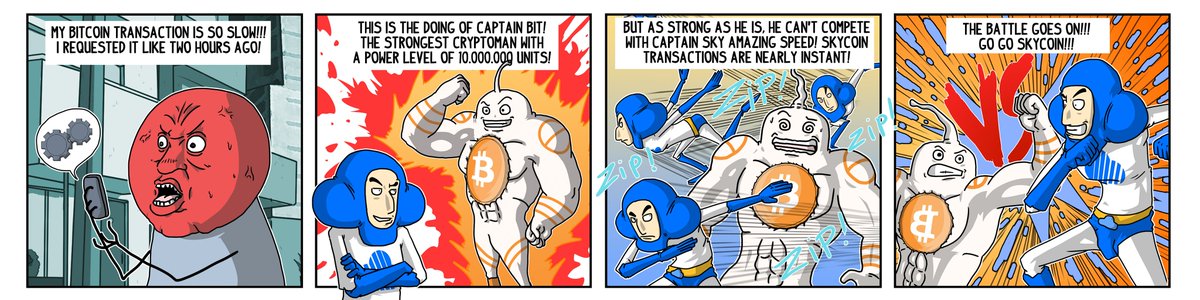 MY BITCOIN TRANSACTION IS SO SLOW!!!
I REQUESTED IT LIKE TWO HOURS AGO!
THIS IS THE DOING OF CAPTAIN BIT!
THE STRONGEST CRYPTOMAN WITH
A POWER LEVEL OF 10.000.000 UNITS!
BUT AS STRONG AS HE IS, HE CAN'T COMPETE
WITH CAPTAIN SKY AMAZING SPEED! SKYCOIN
TRANSACTIONS ARE NEARLY INSTANT!
ZIP!
ZIP!
ZIP!
ZIP!
THE BATTLE GOES ON!!!
GO GO SKYCOIN!!!
VS